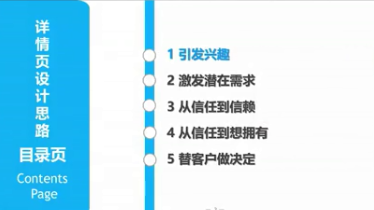 详情页设计思路
目录页
Contents
Page
1 引发兴趣
2 激发潜在需求
3 从信任到信赖
4 从信任到想拥有
5 替客户做决定